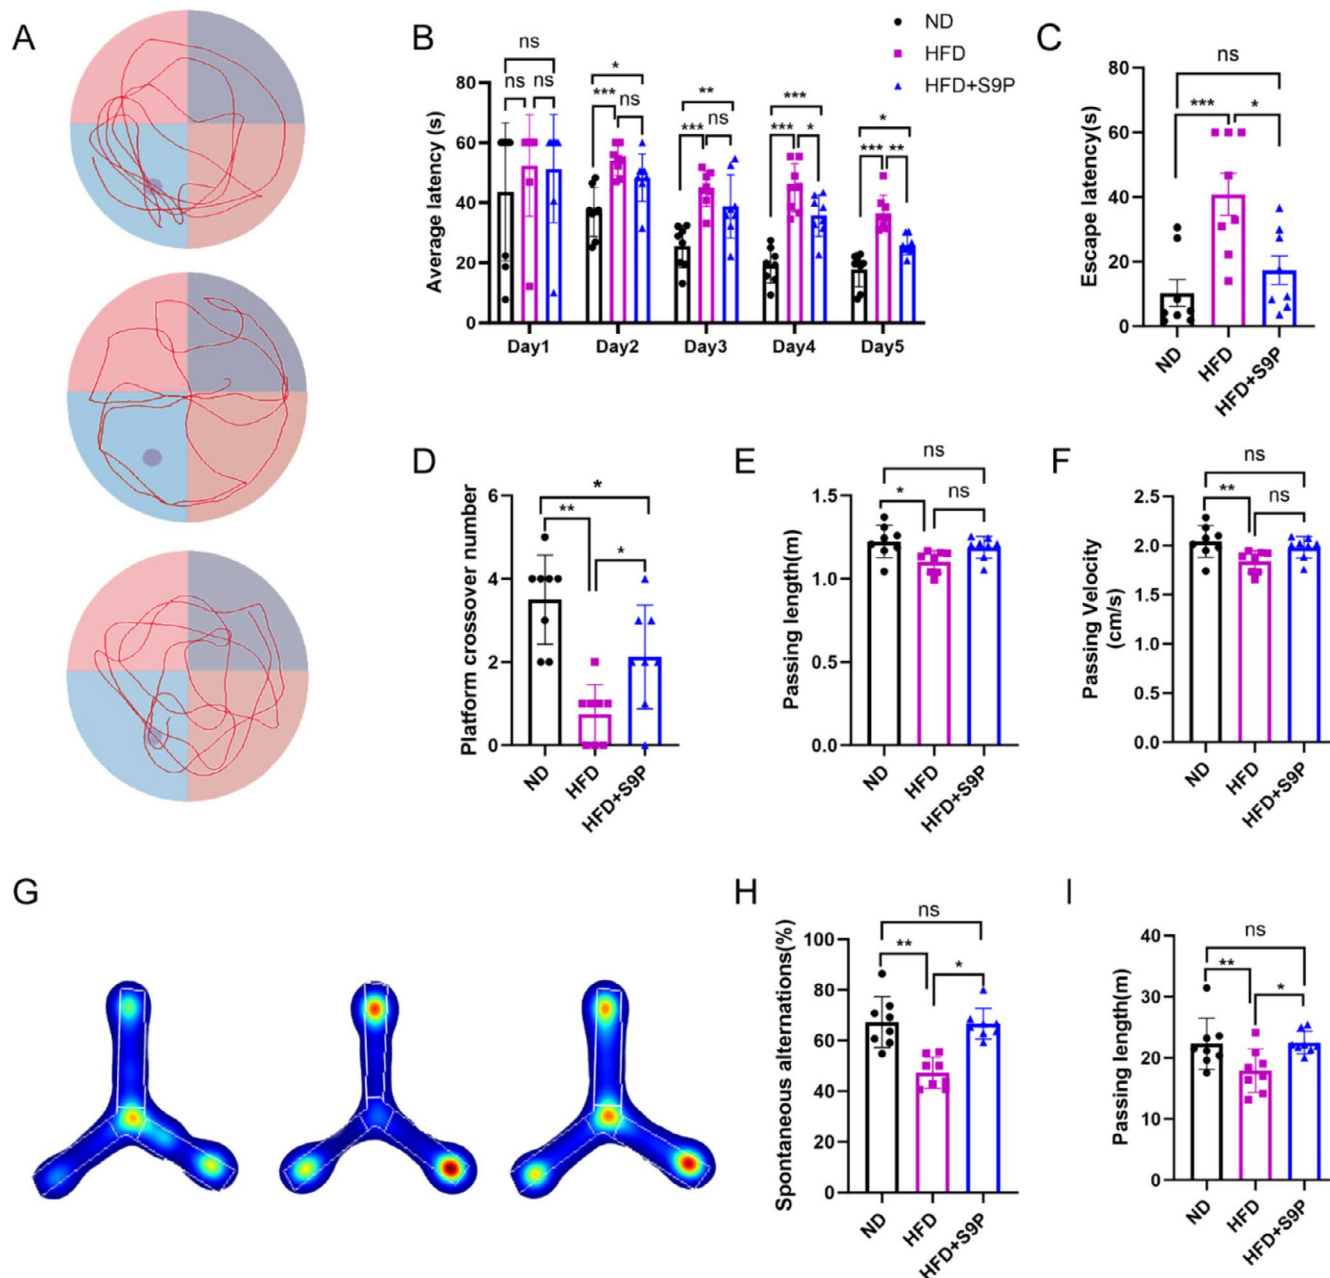 A
B
ND
HFD
HFD+S9P
Average latency (s)
80
60
40
20
0
ns
ns ns
*
*** ns
**
*** ns
***
*** *
*
*** **
Day1 Day2 Day3 Day4 Day5
C
Escape latency(s)
80
60
40
20
0
ns
*** *
ND
HFD
HFD+S9P
D
Platform crossover number
6
4
2
0
*
**
*
ND
HFD
HFD+S9P
E
Passing length(m)
1.5
1.0
0.5
0.0
ns
*
ns
ND
HFD
HFD+S9P
F
Passing Velocity
(cm/s)
2.5
2.0
1.5
1.0
0.5
0.0
ns
**
ns
ND
HFD
HFD+S9P
G
H
Spontaneous alternations(%)
100
80
60
40
20
0
ns
**
*
ND
HFD
HFD+S9P
I
Passing length(m)
40
30
20
10
0
ns
**
*
ND
HFD
HFD+S9P